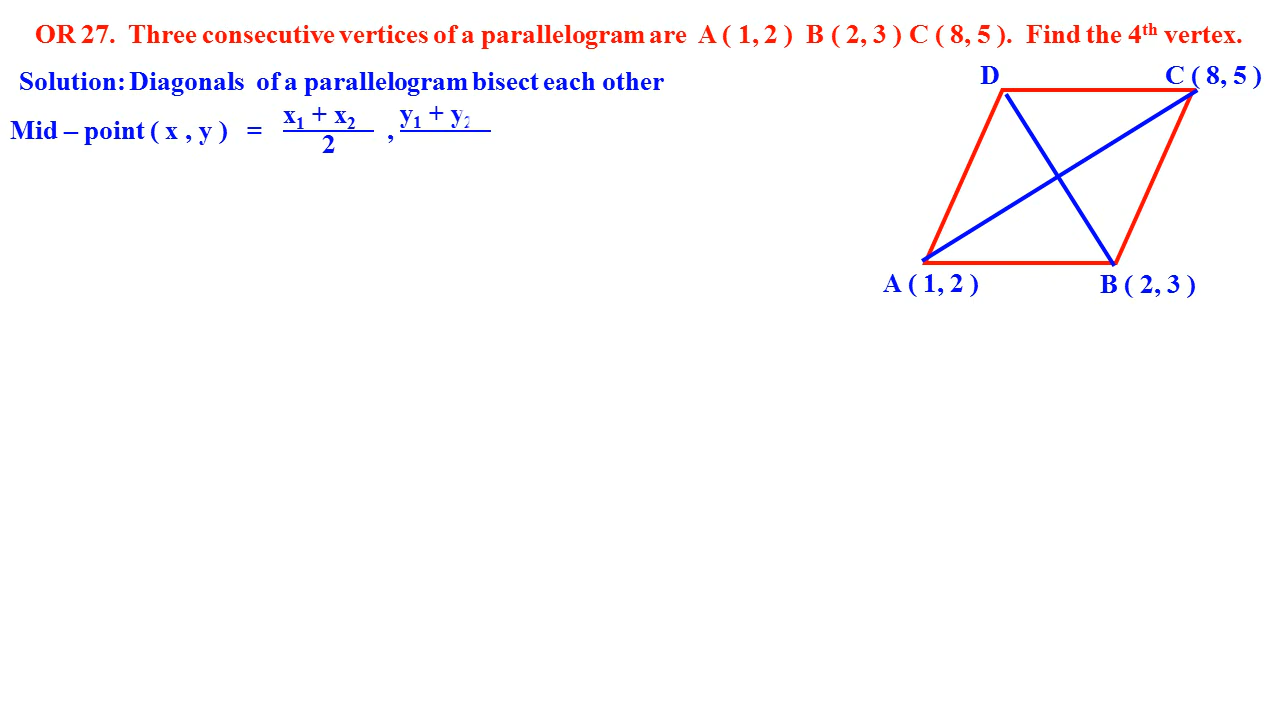 OR 27. Three consecutive vertices of a parallelogram are A ( 1, 2 ) B ( 2, 3 ) C ( 8, 5 ). Find the 4th vertex.
Solution: Diagonals of a parallelogram bisect each other
D C ( 8, 5 )
Mid – point ( x , y ) = x₁ + x₂ / 2 , y₁ + y₂
A ( 1, 2 ) B ( 2, 3 )